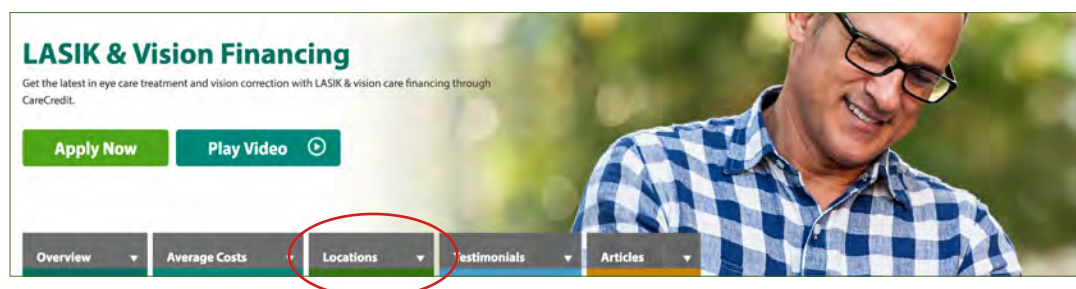 LASIK & Vision Financing
Get the latest in eye care treatment and vision correction with LASIK & vision care financing through
CareCredit.
Apply Now
Play Video
Overview
Average Costs
Locations
Testimonials
Articles